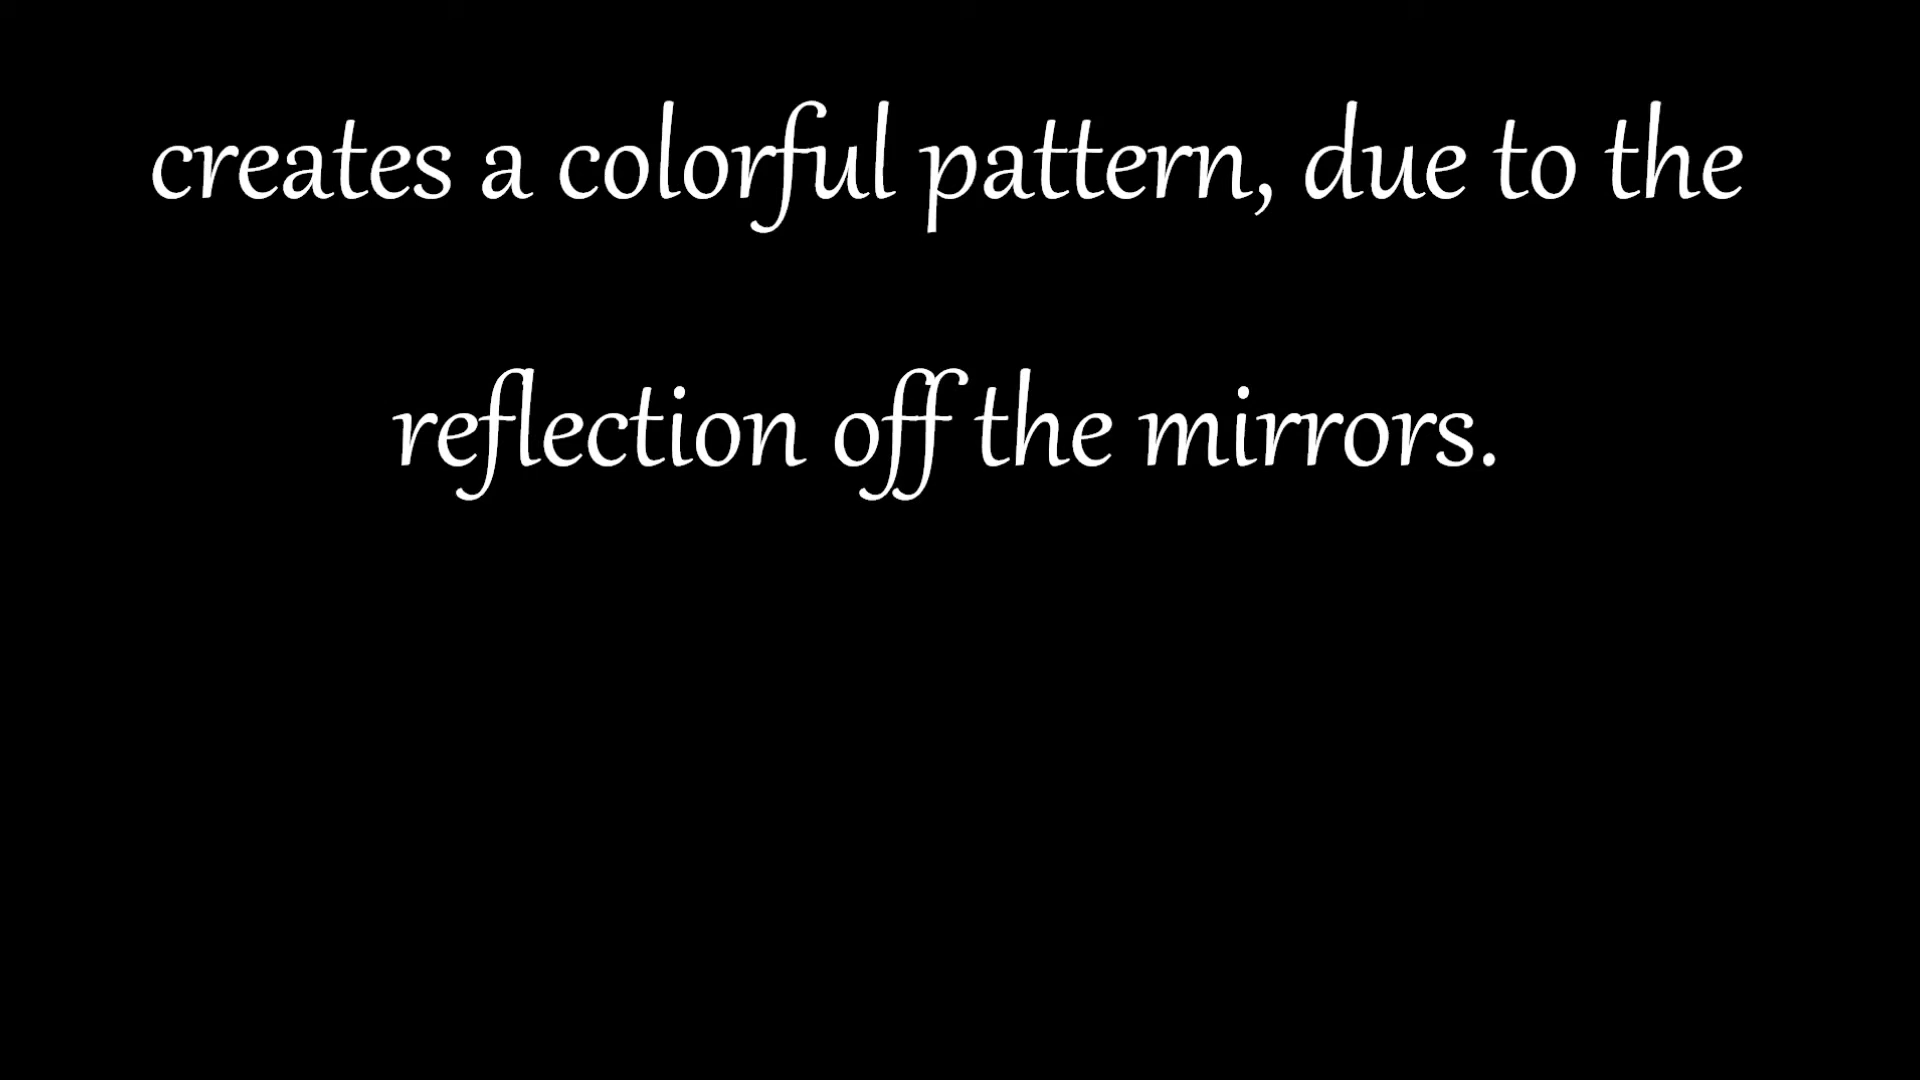 creates a colorful pattern, due to the
reflection off the mirrors.